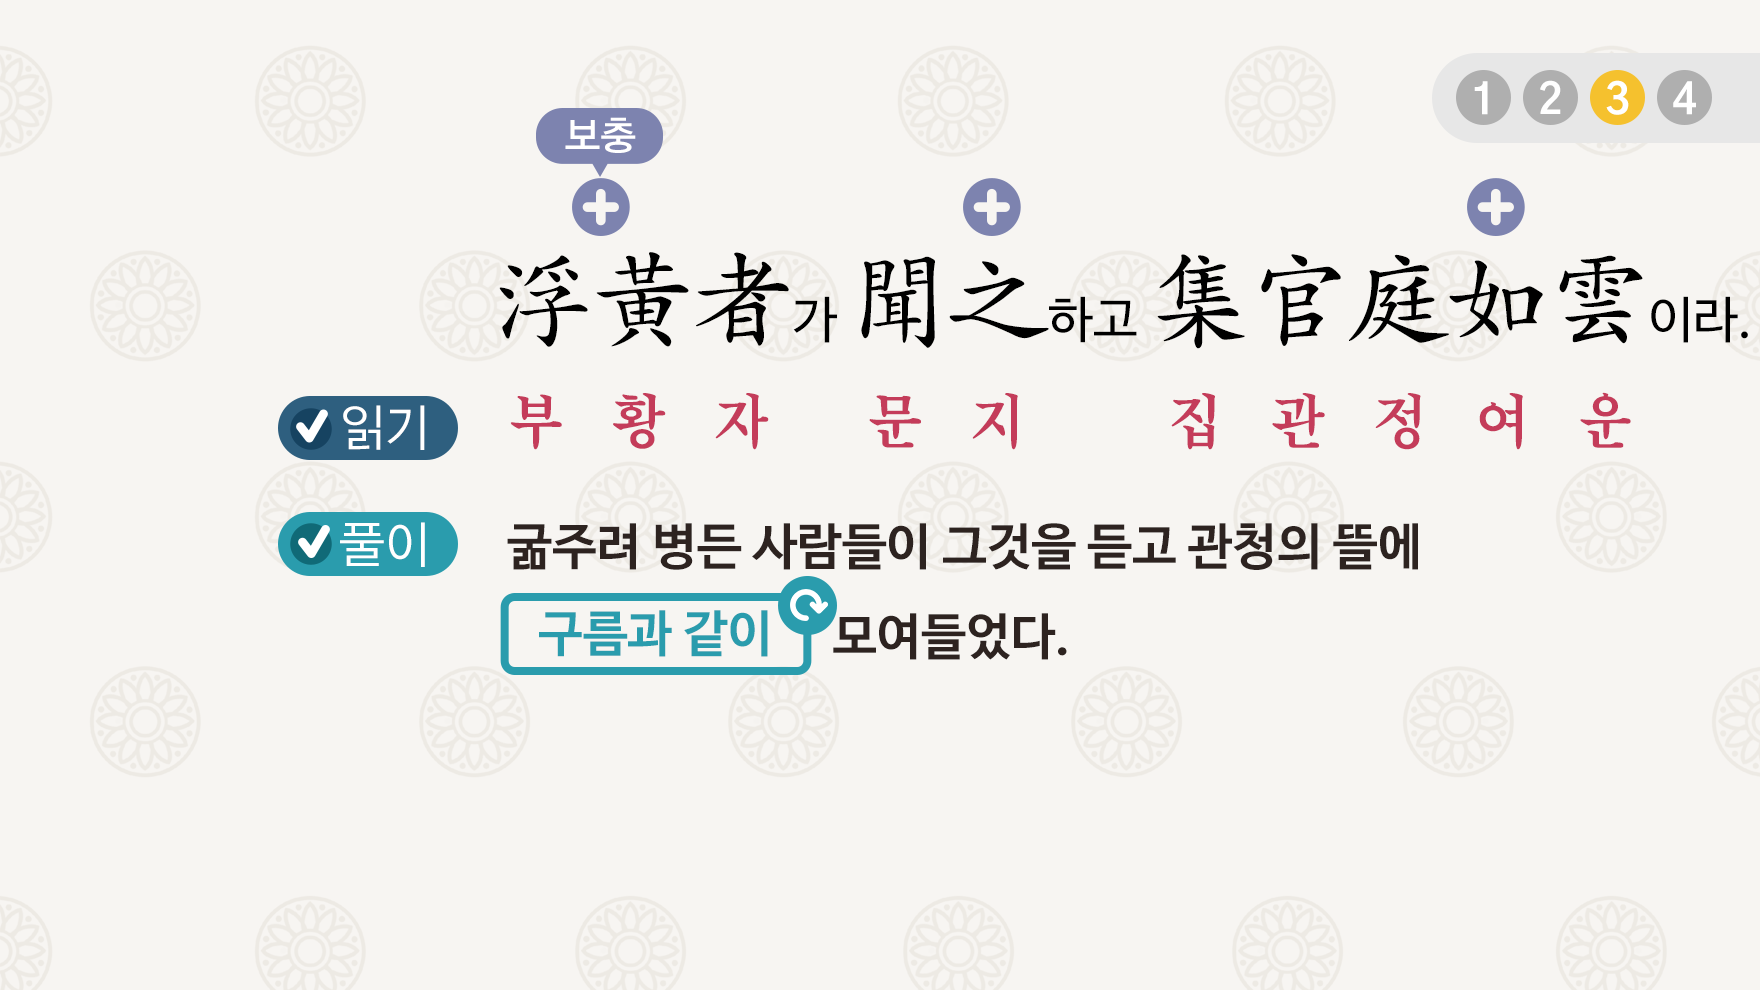 1 2 3 4
보충
浮黃者가 聞之하고 集官庭如雲이라.
읽기 부 황 자 문 지 집 관 정 여 운
풀이 굶주려 병든 사람들이 그것을 듣고 관청의 뜰에
구름과 같이 모여들었다.